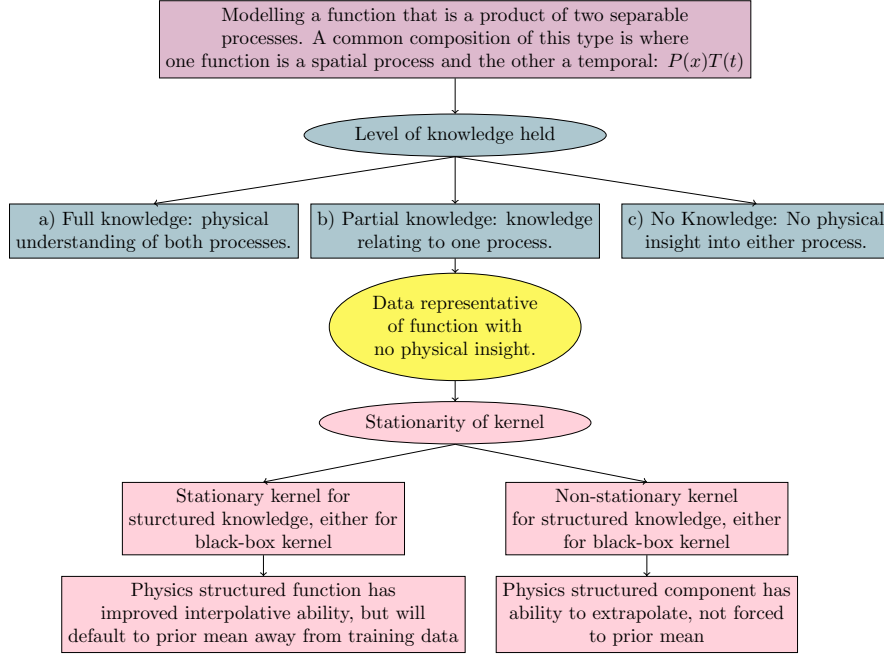 Modelling a function that is a product of two separable
processes. A common composition of this type is where
one function is a spatial process and the other a temporal: P(x)T(t)
Level of knowledge held
a) Full knowledge: physical
understanding of both processes.
b) Partial knowledge: knowledge
relating to one process.
c) No Knowledge: No physical
insight into either process.
Data representative
of function with
no physical insight.
Stationarity of kernel
Stationary kernel for
sturctured knowledge, either for
black-box kernel
Non-stationary kernel
for structured knowledge, either
for black-box kernel
Physics structured function has
improved interpolative ability, but will
default to prior mean away from training data
Physics structured component has
ability to extrapolate, not forced
to prior mean